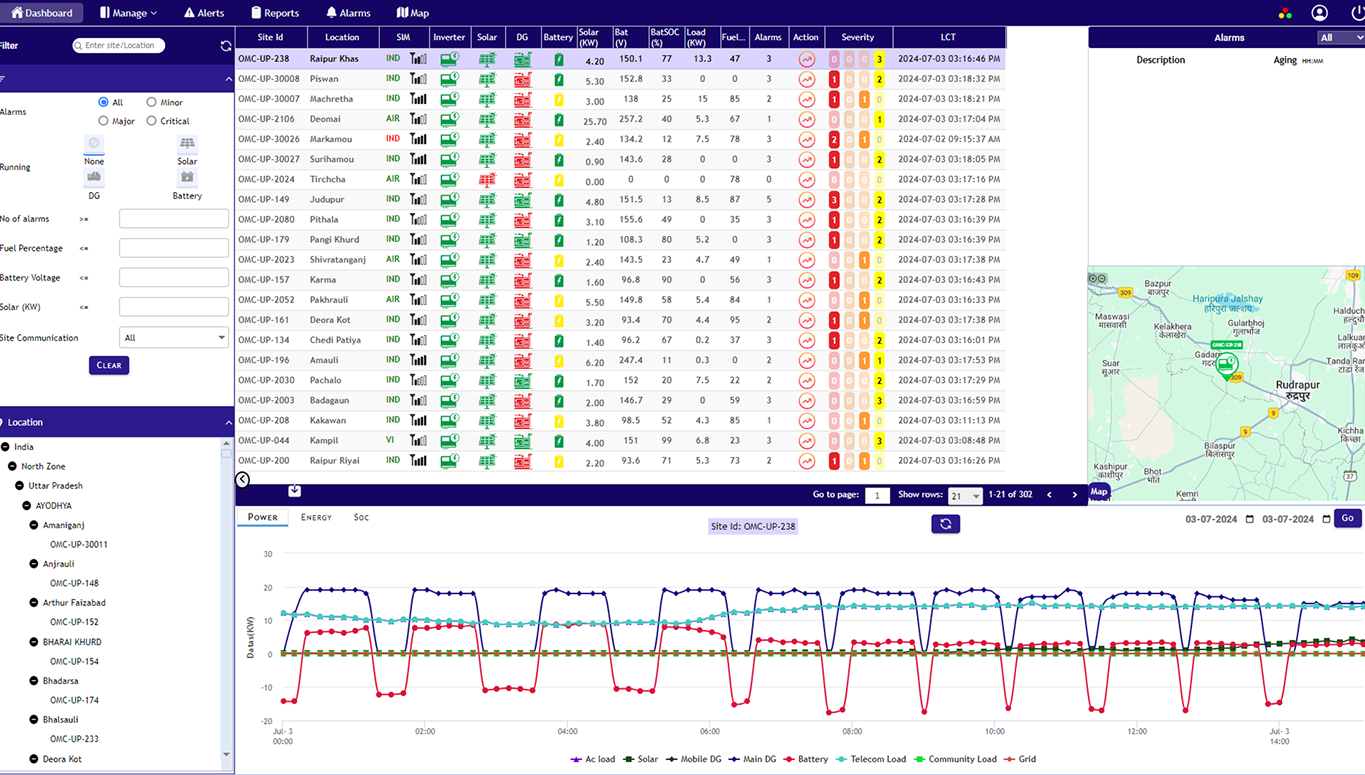 Dashboard Manage Alerts Reports Alarms Map
Filter Enter site/Location
Alarms All Minor
Major Critical
Running None Solar
DG Battery
No of alarms >=
Fuel Percentage <=
Battery Voltage <=
Solar (KW) <=
Site Communication All
CLEAR
Location
India
North Zone
Uttar Pradesh
AYODHYA
Amaniganj
OMC-UP-30011
Anjrauli
OMC-UP-148
Arthur Faizabad
OMC-UP-152
BHARAI KHURD
OMC-UP-154
Bhadarsa
OMC-UP-174
Bhalsauli
OMC-UP-233
Deora Kot
Site Id Location SIM Inverter Solar DG Battery Solar (KW) Bat (V) BatSOC (%) Load (KW) Fuel... Alarms Action Severity LCT
OMC-UP-238 Raipur Khas IND 4.20 150.1 77 13.3 47 3 0 0 0 3 2024-07-03 03:16:46 PM
OMC-UP-30008 Piswan IND 5.30 152.8 33 0 0 3 1 0 0 2 2024-07-03 03:18:32 PM
OMC-UP-30007 Machretha IND 3.00 138 25 15 85 2 1 0 1 0 2024-07-03 03:18:21 PM
OMC-UP-2106 Deomai AIR 25.70 257.2 40 5.3 67 1 0 0 0 1 2024-07-03 03:17:04 PM
OMC-UP-30026 Markamou IND 2.40 134.2 12 7.5 78 3 2 0 1 0 2024-07-02 09:15:37 AM
OMC-UP-30027 Surihamou IND 0.90 143.6 28 0 0 3 1 0 0 2 2024-07-03 03:18:05 PM
OMC-UP-2024 Tirchcha AIR 0.00 0 0 0 78 0 0 0 0 0 2024-07-03 03:17:16 PM
OMC-UP-149 Judupur IND 4.80 151.5 13 8.5 87 5 3 0 0 2 2024-07-03 03:17:28 PM
OMC-UP-2080 Pithala IND 3.10 155.6 49 0 35 3 1 0 0 2 2024-07-03 03:16:39 PM
OMC-UP-179 Pangi Khurd IND 1.20 108.3 80 5.2 0 3 1 0 0 2 2024-07-03 03:16:39 PM
OMC-UP-2023 Shivratanganj AIR 2.40 143.5 23 4.7 49 1 0 0 1 0 2024-07-03 03:17:38 PM
OMC-UP-157 Karma IND 1.60 96.8 90 0 56 3 1 0 0 2 2024-07-03 03:16:43 PM
OMC-UP-2052 Pakhrauli AIR 5.50 149.8 58 5.4 84 1 0 0 1 0 2024-07-03 03:16:33 PM
OMC-UP-161 Deora Kot IND 3.20 93.4 70 4.4 95 2 1 0 1 0 2024-07-03 03:17:38 PM
OMC-UP-134 Chedi Patiya IND 1.40 96.2 67 0.2 37 3 1 0 0 2 2024-07-03 03:16:01 PM
OMC-UP-196 Amauli IND 6.20 247.4 11 0.3 0 2 0 0 1 1 2024-07-03 03:17:53 PM
OMC-UP-2030 Pachalo IND 1.70 152 20 7.5 22 2 0 0 0 2 2024-07-03 03:17:29 PM
OMC-UP-2003 Badagaun IND 2.00 146.7 29 0 59 3 0 0 0 3 2024-07-03 03:16:59 PM
OMC-UP-208 Kakawan IND 3.80 98.5 52 4.3 85 1 0 0 1 0 2024-07-03 03:11:13 PM
OMC-UP-044 Kampil VI 4.00 151 99 6.8 23 3 0 0 0 3 2024-07-03 03:08:48 PM
OMC-UP-200 Raipur Riyai IND 2.20 93.6 71 5.3 73 2 1 0 1 0 2024-07-03 03:16:26 PM
Go to page: 1 Show rows: 21 1-21 of 302
Alarms All
Description Aging HH:MM
109
Bazpur
बाजपुर
309
Haripura Jalshay
हरिपुरा जलाशय
Maswasi
मासवासी
Kelakhera
केलाखेरा
Gularbhoj
गुलाभोज
Halduch
OMC-UP-238
Suar
सुआर
309
Tanda Ran
Rudrapur
रुद्रपुर
9
9
Kichha
किच्छा
Bilaspur
बिलासपुर
Kashipur
काशीपुर
Bhot
भोत
37
Kemri
Map
POWER ENERGY SOC
Site Id: OMC-UP-238
03-07-2024 03-07-2024 Go
Data(KW)
30
20
10
0
-10
-20
Jul- 3 00:00 02:00 04:00 06:00 08:00 10:00 12:00 Jul- 3 14:00
Ac load Solar Mobile DG Main DG Battery Telecom Load Community Load Grid